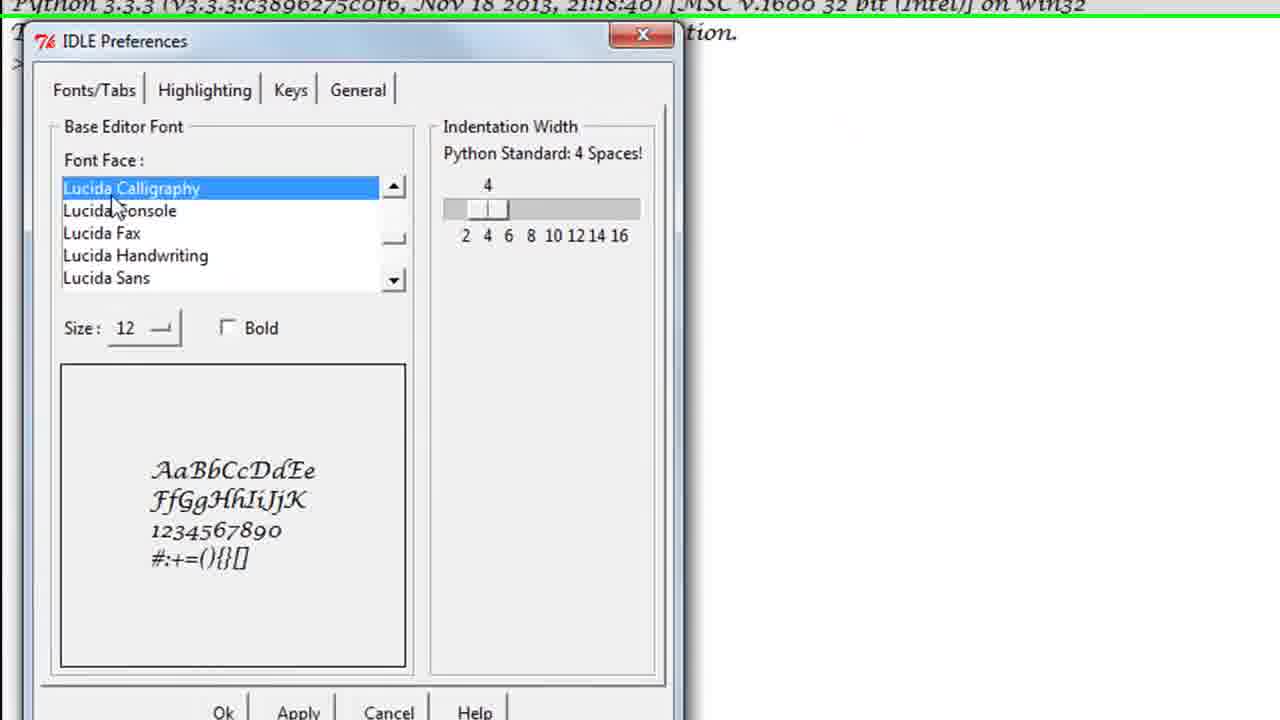 Python 3.3.3 (v3.3.3:c3896275c0f6, Nov 18 2013, 21:18:40) [MSC v.1600 32 bit (Intel)] on win32
tion.
>
IDLE Preferences
Fonts/Tabs Highlighting Keys General
Base Editor Font
Font Face :
Lucida Calligraphy
Lucida Console
Lucida Fax
Lucida Handwriting
Lucida Sans
Size : 12 Bold
AaBbCcDdEe
FfGgHhIiJjK
1234567890
#:+=(){}[]
Indentation Width
Python Standard: 4 Spaces!
4
2 4 6 8 10 12 14 16
Ok Apply Cancel Help